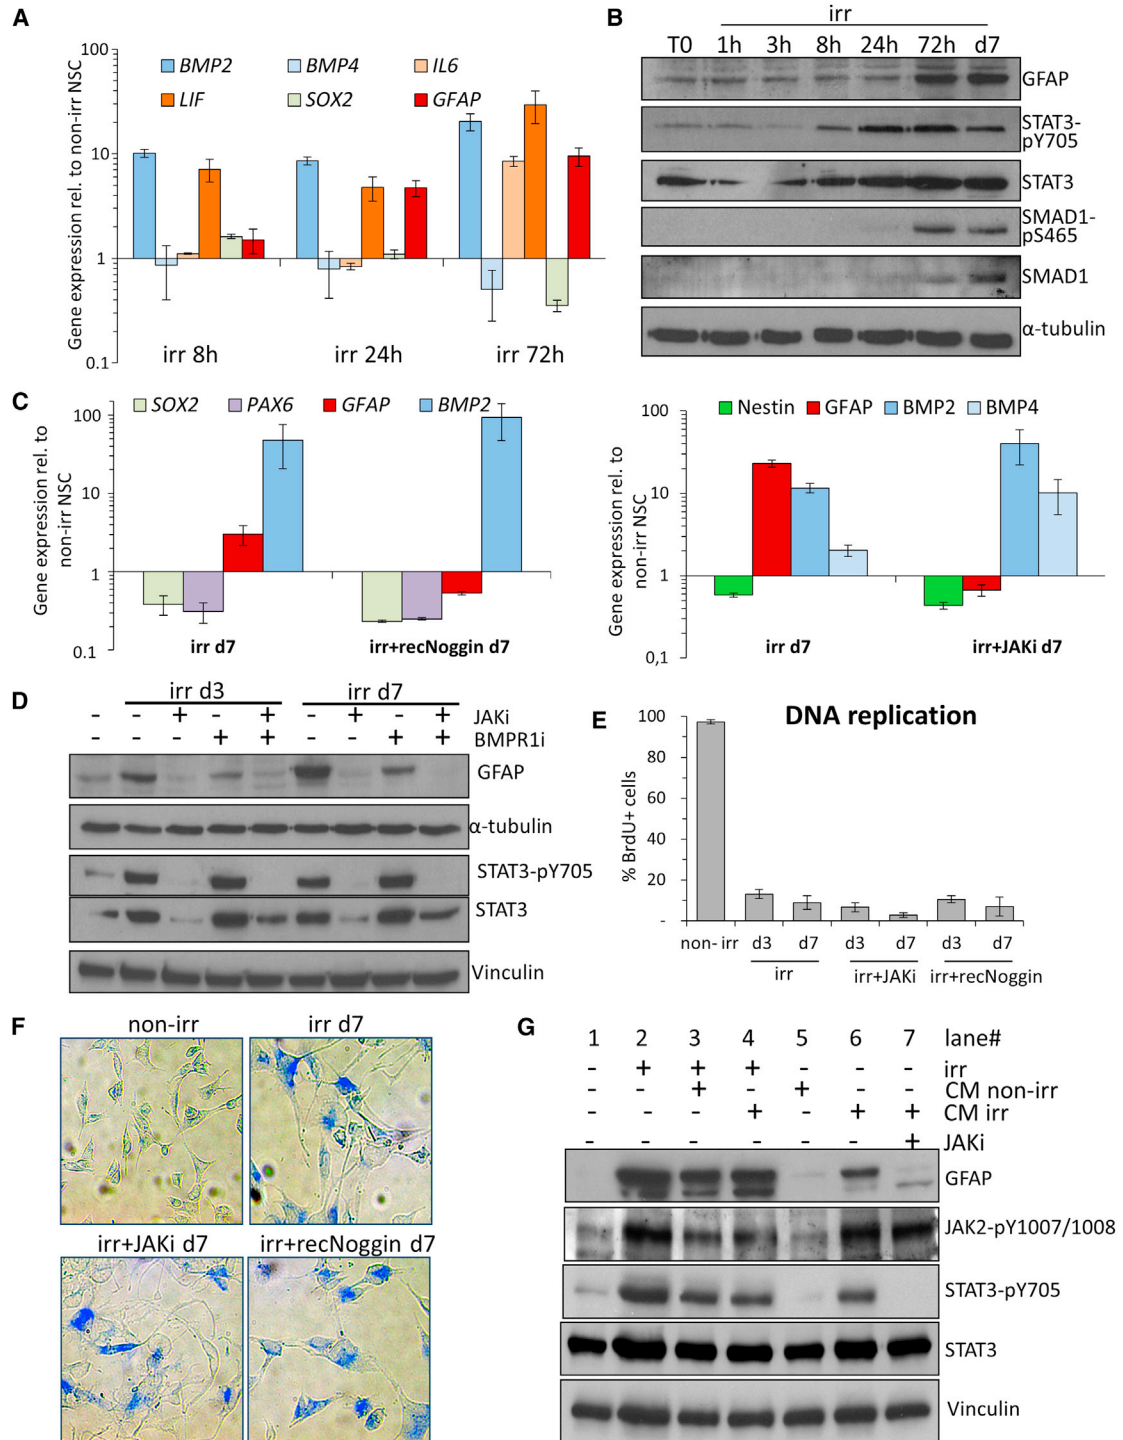 A
Gene expression rel. to non-irr NSC
100
10
1
0.1
BMP2 BMP4 IL6
LIF SOX2 GFAP
irr 8h irr 24h irr 72h
B
irr
T0 1h 3h 8h 24h 72h d7
GFAP
STAT3-
pY705
STAT3
SMAD1-
pS465
SMAD1
α-tubulin
C
SOX2 PAX6 GFAP BMP2
Gene expression rel. to
non-irr NSC
100
10
1
0.1
irr d7 irr+recNoggin d7
Nestin GFAP BMP2 BMP4
Gene expression rel. to
non-irr NSC
100
10
1
0,1
irr d7 irr+JAKi d7
D
irr d3 irr d7
- - + - + - + - + JAKi
- - - + + - - + + BMPR1i
GFAP
α-tubulin
STAT3-pY705
STAT3
Vinculin
E
DNA replication
% BrdU+ cells
100
80
60
40
20
-
non- irr d3 d7 d3 d7 d3 d7
irr irr+JAKi irr+recNoggin
F
non-irr irr d7
irr+JAKi d7 irr+recNoggin d7
G
1 2 3 4 5 6 7 lane#
- + + + - - - irr
- - + - + - - CM non-irr
- - - + - + + CM irr
- - - - - - + JAKi
GFAP
JAK2-pY1007/1008
STAT3-pY705
STAT3
Vinculin